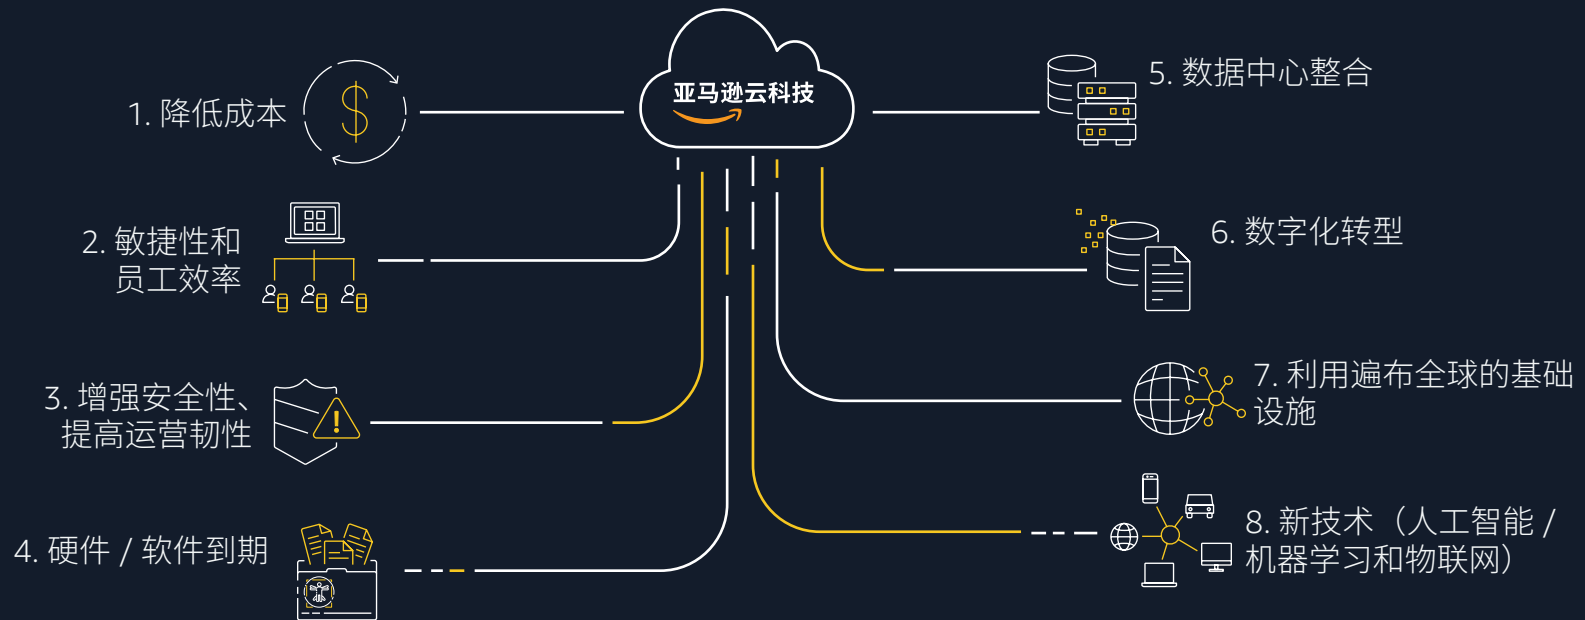 亚马逊云科技
1. 降低成本
2. 敏捷性和
员工效率
3. 增强安全性、
提高运营韧性
4. 硬件 / 软件到期
5. 数据中心整合
6. 数字化转型
7. 利用遍布全球的基础
设施
8. 新技术（人工智能 /
机器学习和物联网）